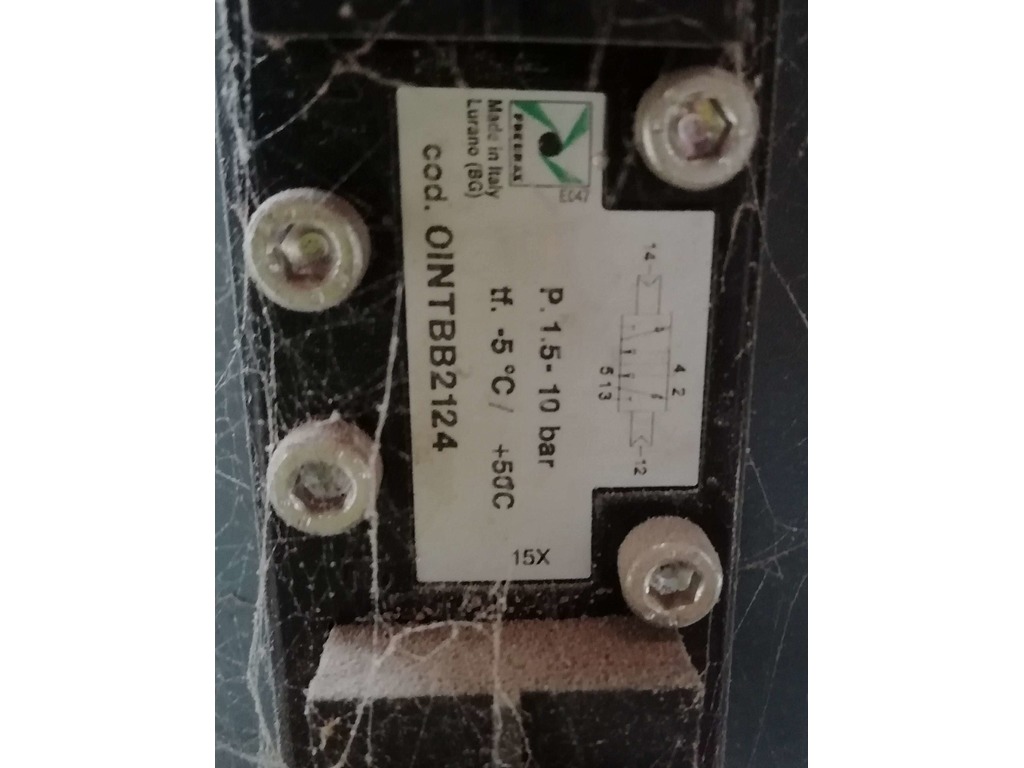 PNEUMAX
E047
Made in Italy
Lurano (BG)
14
4 2
5 1 3
12
P. 1.5- 10 bar
tf. -5 °C / +50C
cod. OINTBB2124
15X